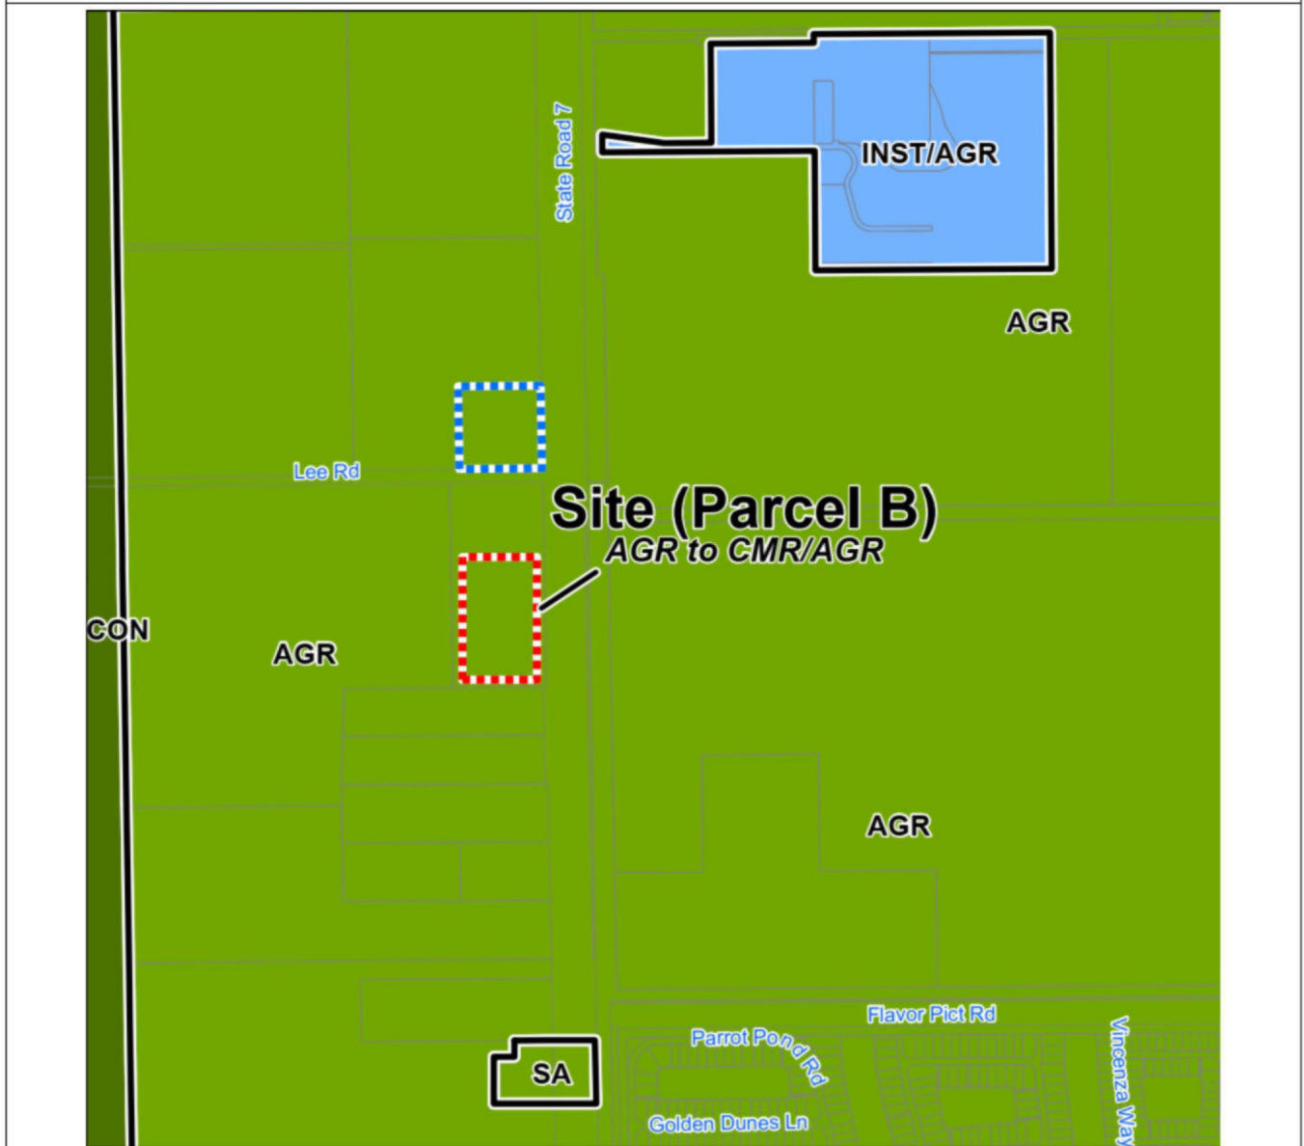 State Road 7
INST/AGR
AGR
Lee Rd
Site (Parcel B)
AGR to CMR/AGR
CON
AGR
AGR
Flavor Pict Rd
Parrot Pond Rd
Vincenza Way
SA
Golden Dunes Ln